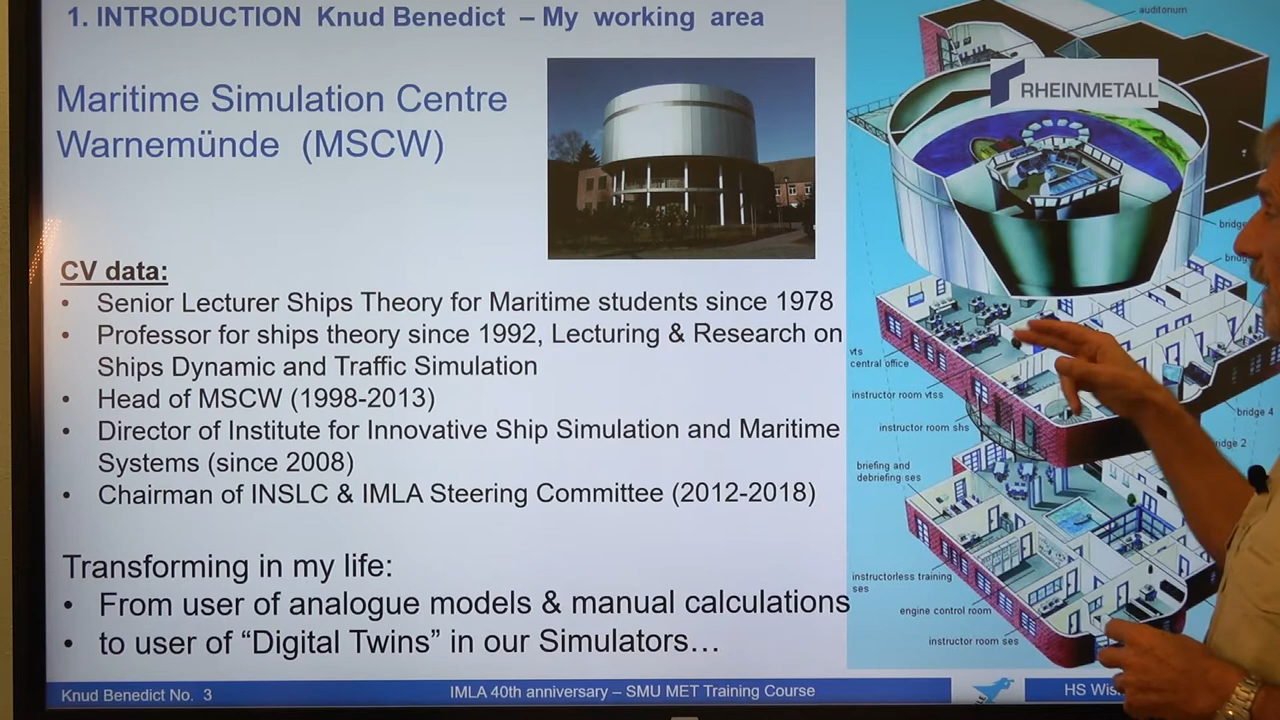 1. INTRODUCTION Knud Benedict – My working area
Maritime Simulation Centre
Warnemünde (MSCW)
CV data:
• Senior Lecturer Ships Theory for Maritime students since 1978
• Professor for ships theory since 1992, Lecturing & Research on
Ships Dynamic and Traffic Simulation
• Head of MSCW (1998-2013)
• Director of Institute for Innovative Ship Simulation and Maritime
Systems (since 2008)
• Chairman of INSLC & IMLA Steering Committee (2012-2018)
Transforming in my life:
• From user of analogue models & manual calculations
• to user of “Digital Twins” in our Simulators…
auditorium
RHEINMETALL
bridge
vts
central office
instructor room vtss
instructor room shs
bridge 4
briefing and
debriefing ses
instructorless training
ses
engine control room
instructor room ses
Knud Benedict No. 3
IMLA 40th anniversary – SMU MET Training Course
HS